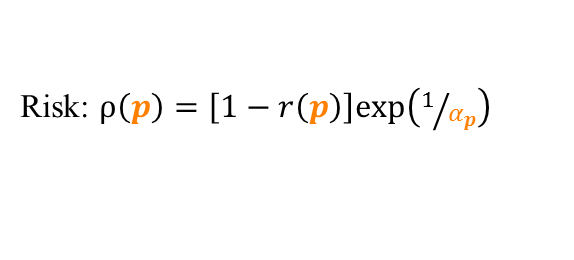 Risk: ρ(p) = [1 − r(p)]exp(1/αp)